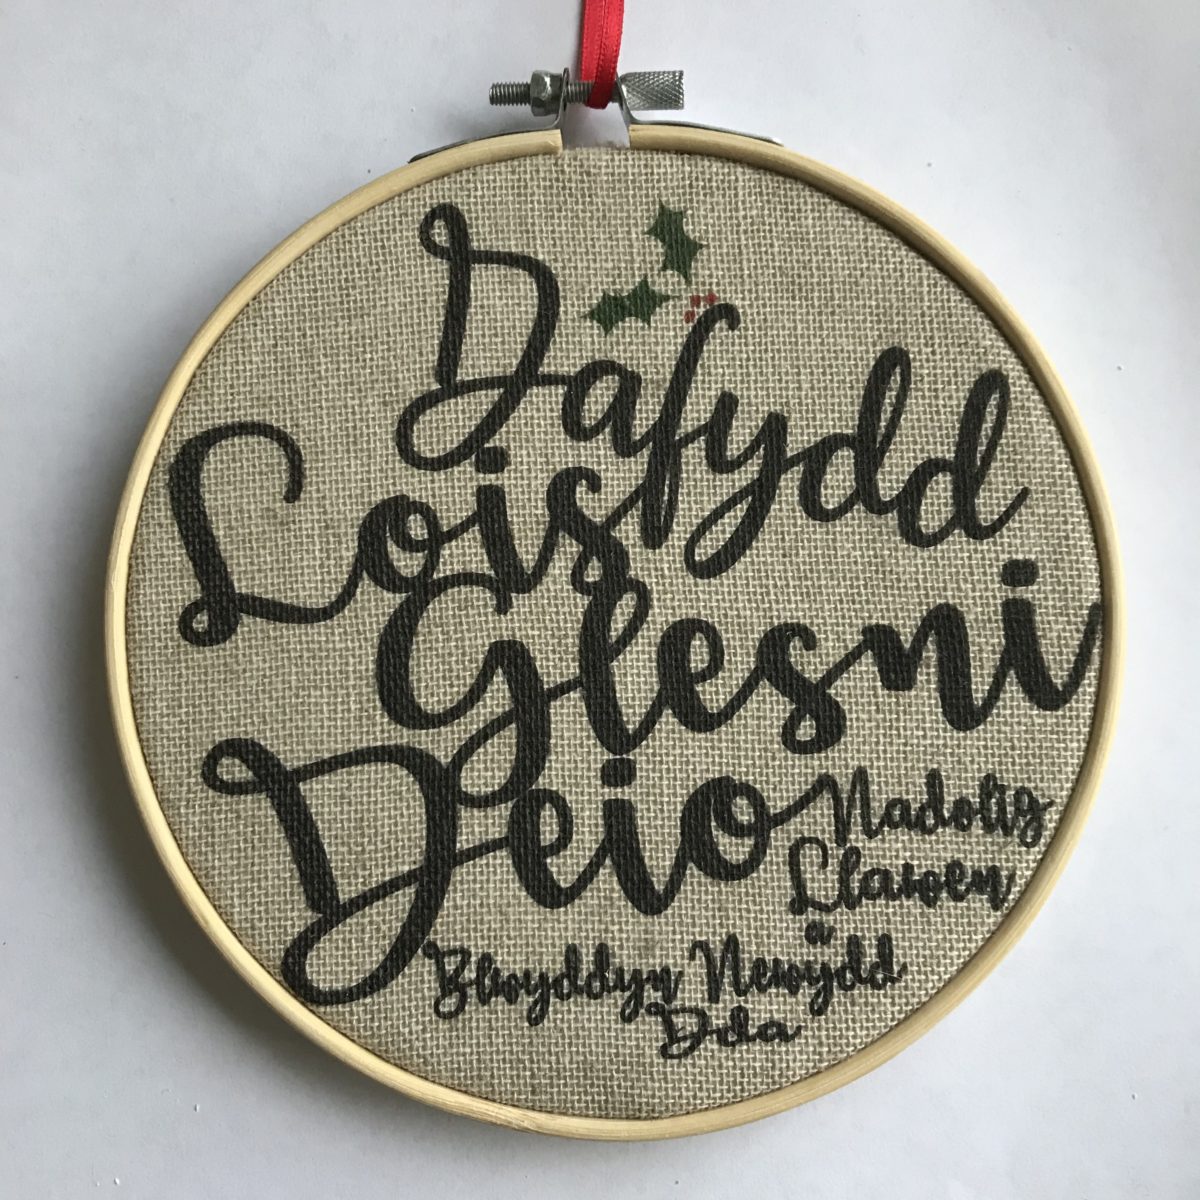 Dafydd
Lois
Glesni
Deio
Nadolig
Llawen
a
Blwyddyn Newydd
Dda